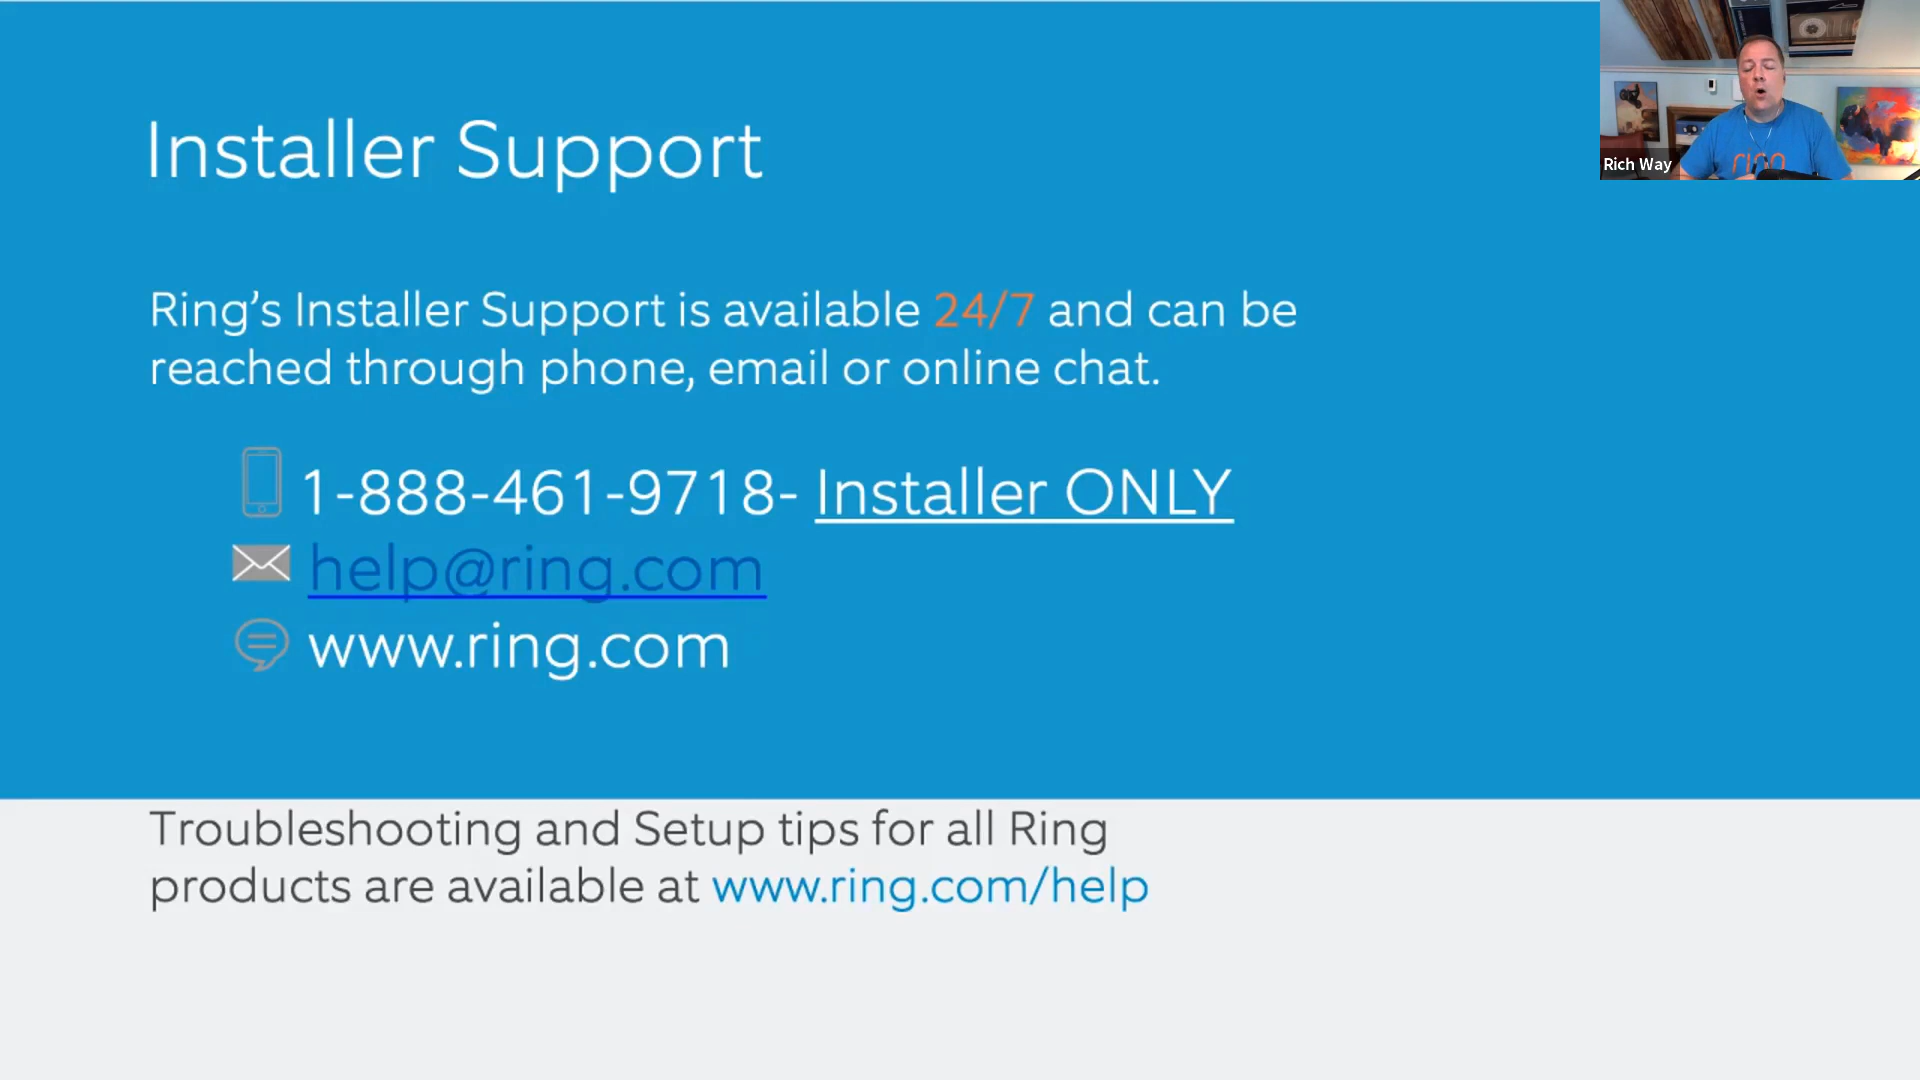 Installer Support
Rich Way
ring
Ring’s Installer Support is available 24/7 and can be
reached through phone, email or online chat.
1-888-461-9718- Installer ONLY
help@ring.com
www.ring.com
Troubleshooting and Setup tips for all Ring
products are available at www.ring.com/help